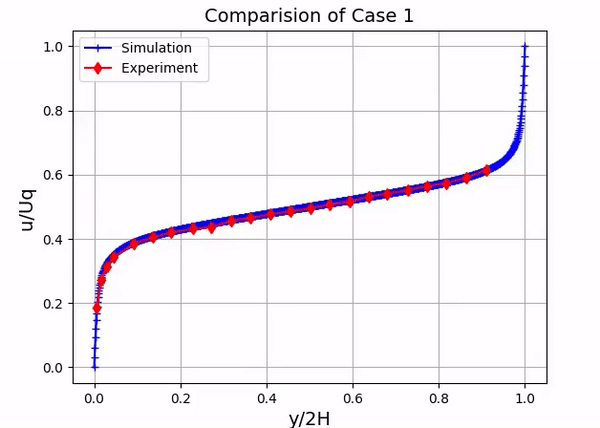 Comparision of Case 1
Simulation
Experiment
1.0
0.8
0.6
0.4
0.2
0.0
u/Uq
0.0 0.2 0.4 0.6 0.8 1.0
y/2H